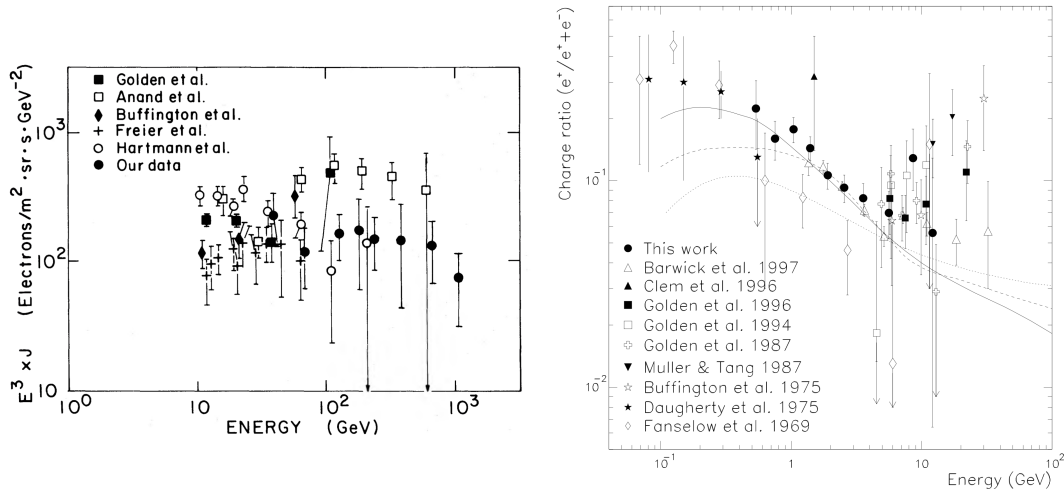 E³ x J (Electrons/m²·sr·s·GeV⁻²)
10³
10²
10
Golden et al.
Anand et al.
Buffington et al.
Freier et al.
Hartmann et al.
Our data
10⁰
10
10²
10³
ENERGY (GeV)
Charge ratio (e⁺/e⁺+e⁻)
10⁻¹
10⁻²
This work
Barwick et al. 1997
Clem et al. 1996
Golden et al. 1996
Golden et al. 1994
Golden et al. 1987
Muller & Tang 1987
Buffington et al. 1975
Daugherty et al. 1975
Fanselow et al. 1969
10⁻¹
1
10
10²
Energy (GeV)